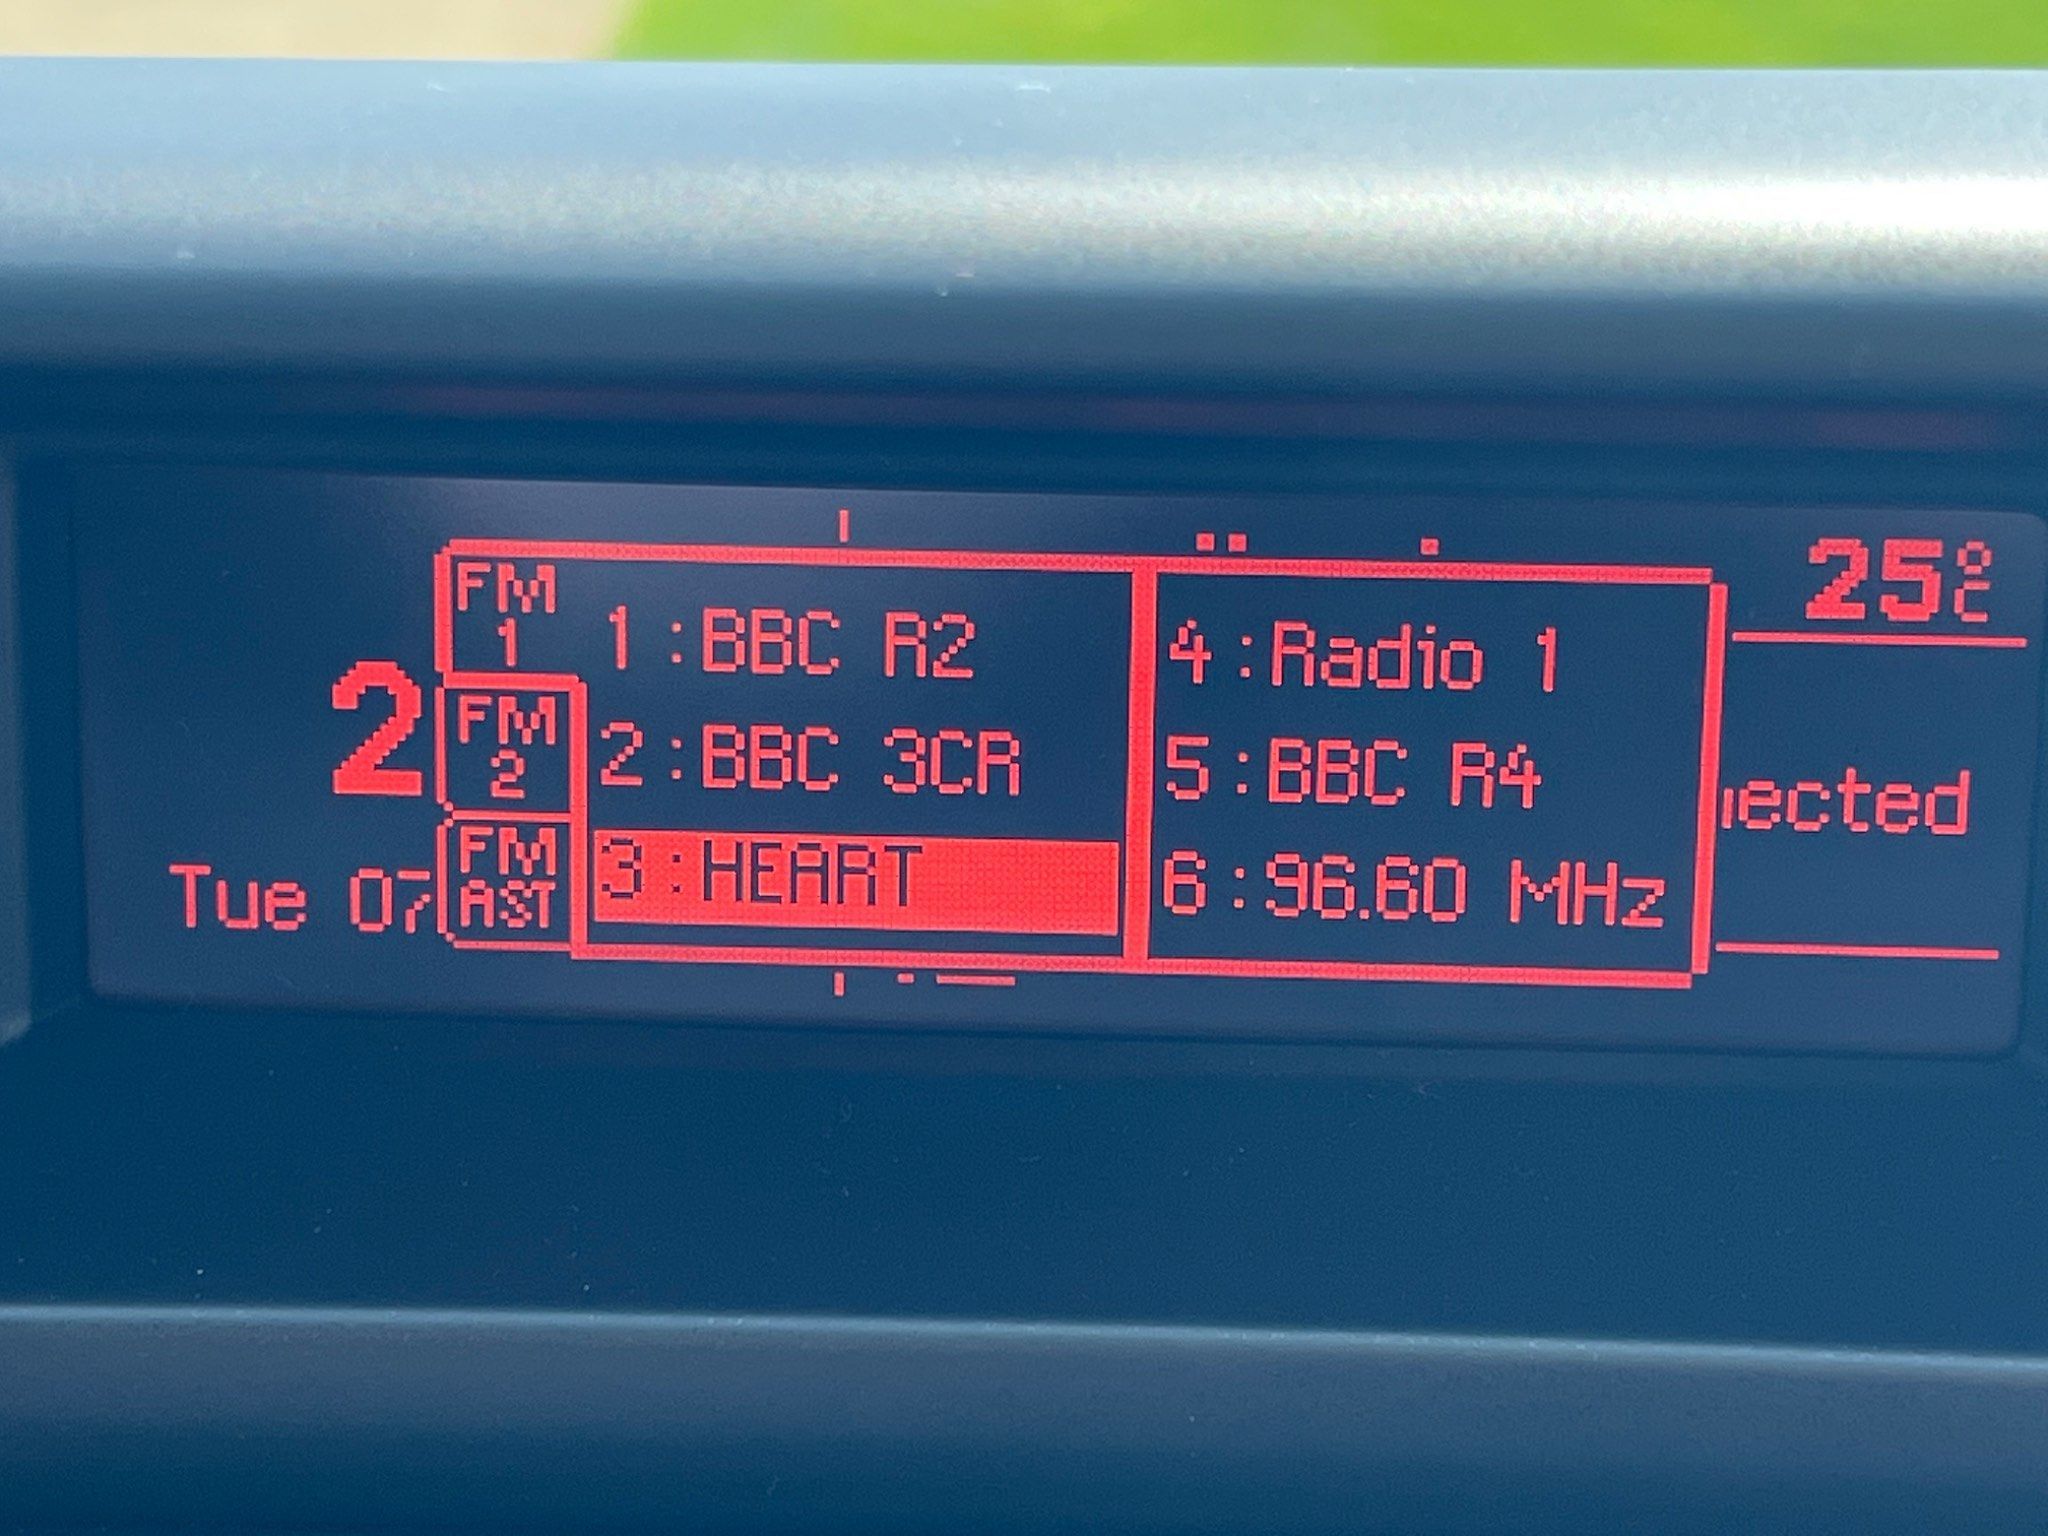 25°C
FM
1
1 :BBC R2
4 :Radio 1
2
FM
2
2 :BBC 3CR
5 :BBC R4
ected
FM
AST
3 :HEART
6 :96.60 MHz
Tue 07